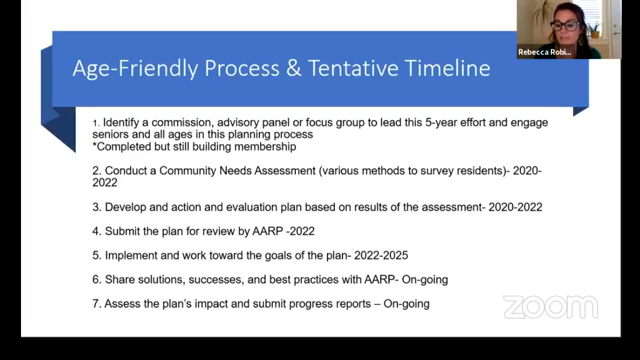 Rebecca Robi...
Age-Friendly Process & Tentative Timeline
1. Identify a commission, advisory panel or focus group to lead this 5-year effort and engage
seniors and all ages in this planning process
*Completed but still building membership
2. Conduct a Community Needs Assessment (various methods to survey residents)- 2020-
2022
3. Develop and action and evaluation plan based on results of the assessment- 2020-2022
4. Submit the plan for review by AARP -2022
5. Implement and work toward the goals of the plan- 2022-2025
6. Share solutions, successes, and best practices with AARP- On-going
7. Assess the plan's impact and submit progress reports – On-going
zoom